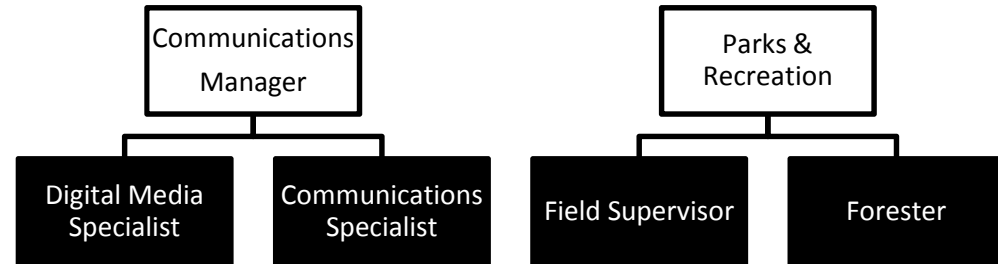 Communications
Manager
Parks &
Recreation
Digital Media
Specialist
Communications
Specialist
Field Supervisor
Forester